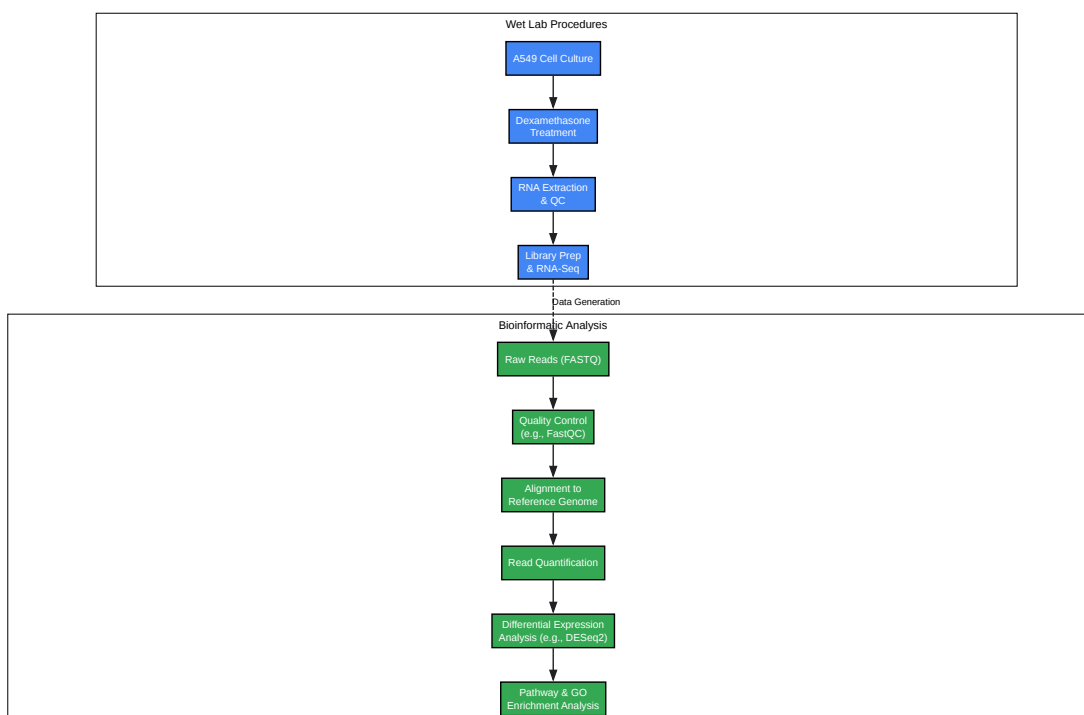 Wet Lab Procedures
A549 Cell Culture
Dexamethasone
Treatment
RNA Extraction
& QC
Library Prep
& RNA-Seq
Data Generation
Bioinformatic Analysis
Raw Reads (FASTQ)
Quality Control
(e.g., FastQC)
Alignment to
Reference Genome
Read Quantification
Differential Expression
Analysis (e.g., DESeq2)
Pathway & GO
Enrichment Analysis